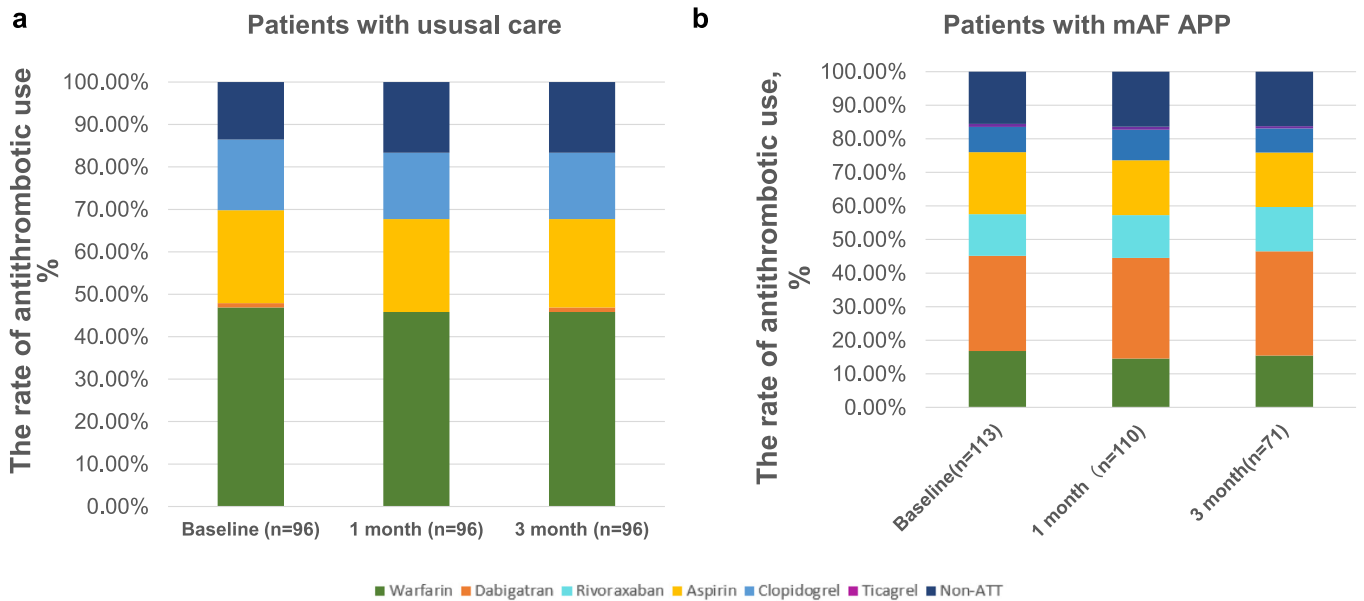 a
Patients with ususal care
The rate of antithrombotic use
%
100.00%
90.00%
80.00%
70.00%
60.00%
50.00%
40.00%
30.00%
20.00%
10.00%
0.00%
Baseline (n=96)
1 month (n=96)
3 month (n=96)
b
Patients with mAF APP
The rate of antithrombotic use,
%
100.00%
90.00%
80.00%
70.00%
60.00%
50.00%
40.00%
30.00%
20.00%
10.00%
0.00%
Baseline(n=113)
1 month（n=110)
3 month(n=71)
Warfarin Dabigatran Rivoraxaban Aspirin Clopidogrel Ticagrel Non-ATT